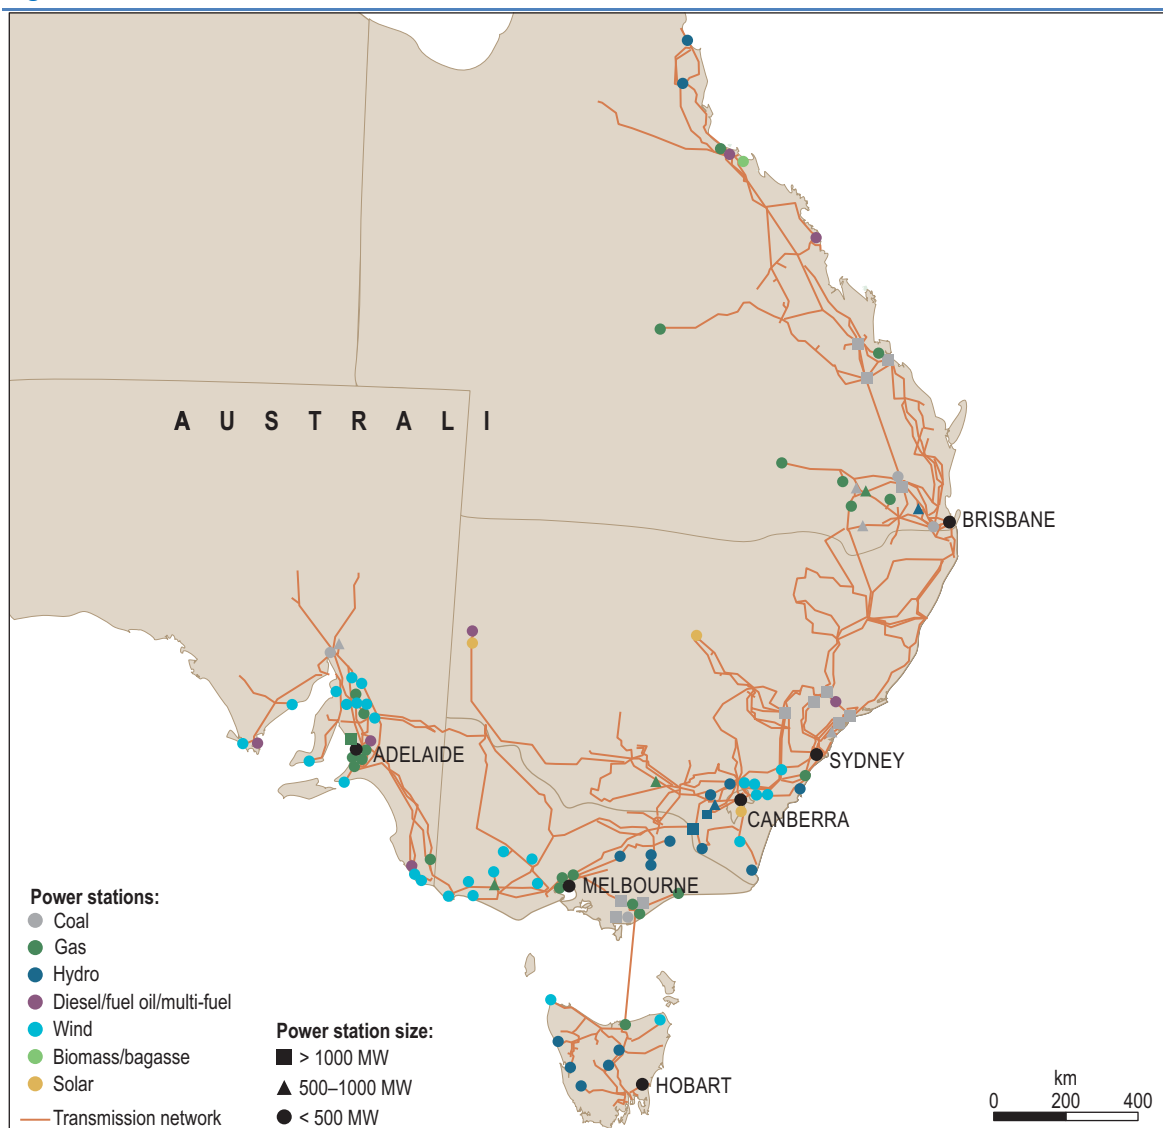 A U S T R A L I
BRISBANE
ADELAIDE
SYDNEY
CANBERRA
MELBOURNE
HOBART
Power stations:
Coal
Gas
Hydro
Diesel/fuel oil/multi-fuel
Wind
Biomass/bagasse
Solar
Transmission network
Power station size:
> 1000 MW
500–1000 MW
< 500 MW
km
0 200 400